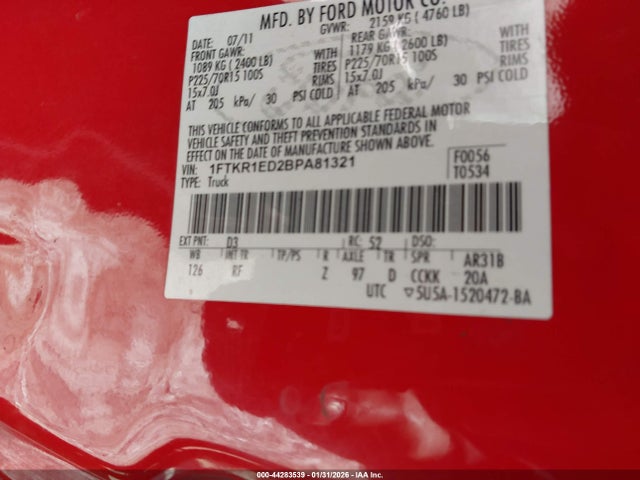 MFD. BY FORD MOTOR CO.
DATE: 07/11 GVWR: 2159 KG ( 4760 LB)
FRONT GAWR: REAR GAWR:
1089 KG ( 2400 LB) WITH 1179 KG ( 2600 LB) WITH
P225/70R15 100S TIRES P225/70R15 100S TIRES
15x7.0J RIMS 15x7.0J RIMS
AT 205 kPa/ 30 PSI COLD AT 205 kPa/ 30 PSI COLD
THIS VEHICLE CONFORMS TO ALL APPLICABLE FEDERAL MOTOR
VEHICLE SAFETY AND THEFT PREVENTION STANDARDS IN
EFFECT ON THE DATE OF MANUFACTURE SHOWN ABOVE.
VIN: 1FTKR1ED2BPA81321 F0056
TYPE: Truck T0534
EXT PNT: D3 RC: 52 DSO:
WB INT TR TP/PS R AXLE TR SPR AR31B
126 RF Z 97 D CCKK 20A
UTC ▽5U5A-1520472-BA
000-44283539 - 01/31/2026 - IAA Inc.